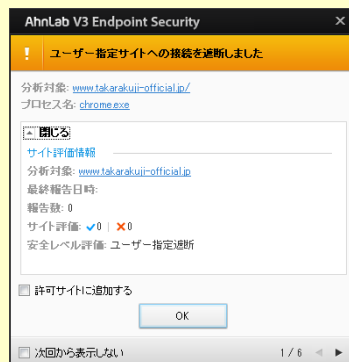 AhnLab V3 Endpoint Security
ユーザー指定サイトへの接続を遮断しました
分析対象: www.takarakuji-official.jp/
プロセス名: chrome.exe
閉じる
サイト評価情報
分析対象: www.takarakuji-official.jp
最終報告日時:
報告数: 0
サイト評価: ✓0 | ✕0
安全レベル評価: ユーザー指定遮断
許可サイトに追加する
OK
次回から表示しない 1 / 6